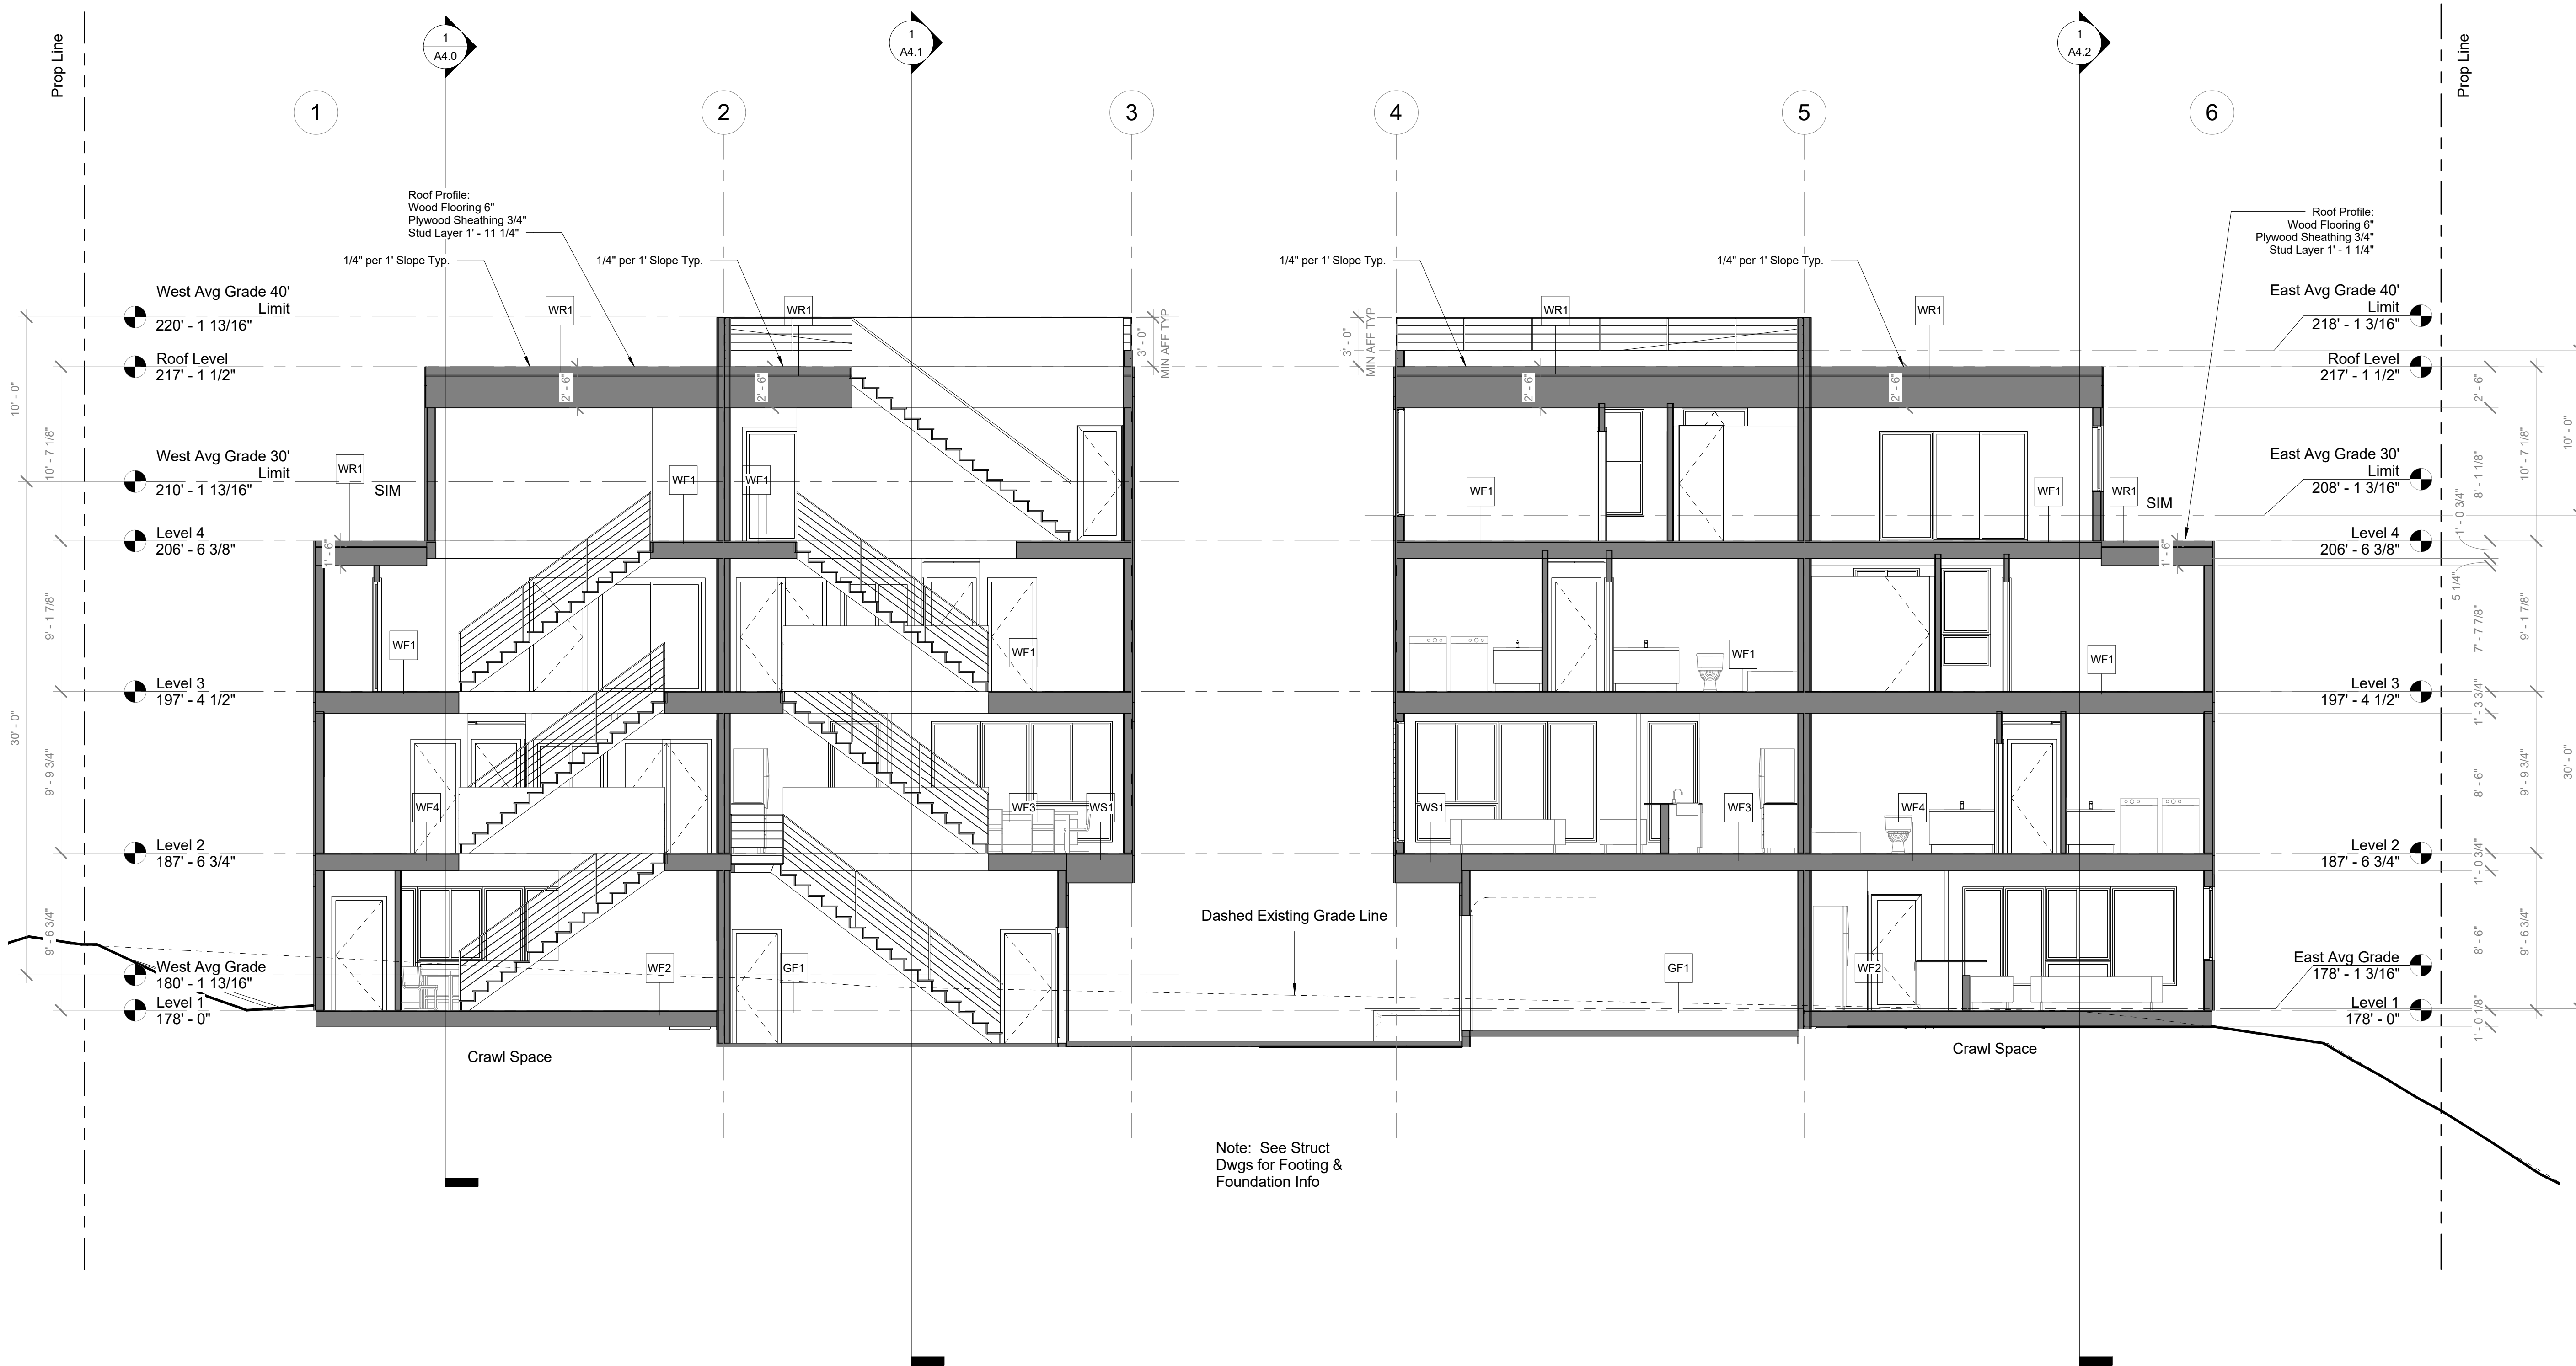 Prop Line
1
A4.0
1
A4.1
1
A4.2
Prop Line
1
2
3
4
5
6
Roof Profile:
Wood Flooring 6"
Plywood Sheathing 3/4"
Stud Layer 1' - 11 1/4"
Roof Profile:
Wood Flooring 6"
Plywood Sheathing 3/4"
Stud Layer 1' - 1 1/4"
1/4" per 1' Slope Typ.
1/4" per 1' Slope Typ.
1/4" per 1' Slope Typ.
1/4" per 1' Slope Typ.
West Avg Grade 40'
Limit
220' - 1 13/16"
Roof Level
217' - 1 1/2"
West Avg Grade 30'
Limit
210' - 1 13/16"
Level 4
206' - 6 3/8"
Level 3
197' - 4 1/2"
Level 2
187' - 6 3/4"
West Avg Grade
180' - 1 13/16"
Level 1
178' - 0"
10' - 0"
30' - 0"
10' - 7 1/8"
9' - 1 7/8"
9' - 9 3/4"
9' - 6 3/4"
WR1
WR1
WR1
WR1
3' - 0"
MIN AFF TYP
3' - 0"
MIN AFF TYP
2' - 6"
2' - 6"
2' - 6"
2' - 6"
WR1
SIM
WF1
WF1
WF1
WF1
WR1
SIM
1' - 6"
1' - 6"
WF1
WF1
WF1
WF1
WF4
WF3
WS1
WS1
WF3
WF4
WF2
GF1
Dashed Existing Grade Line
GF1
WF2
Crawl Space
Crawl Space
Note: See Struct
Dwgs for Footing &
Foundation Info
East Avg Grade 40'
Limit
218' - 1 3/16"
Roof Level
217' - 1 1/2"
East Avg Grade 30'
Limit
208' - 1 3/16"
Level 4
206' - 6 3/8"
Level 3
197' - 4 1/2"
Level 2
187' - 6 3/4"
East Avg Grade
178' - 1 3/16"
Level 1
178' - 0"
2' - 6"
8' - 1 1/8"
1' - 0 3/4"
5 1/4"
7' - 7 7/8"
1' - 3 3/4"
8' - 6"
1' - 0 3/4"
8' - 6"
1' - 0 1/8"
10' - 7 1/8"
9' - 1 7/8"
9' - 9 3/4"
9' - 6 3/4"
10' - 0"
30' - 0"